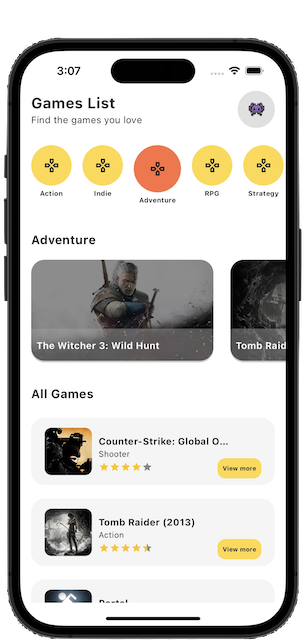 3:07
Games List
Find the games you love
Action
Indie
Adventure
RPG
Strategy
Adventure
The Witcher 3: Wild Hunt
Tomb Raid
All Games
Counter-Strike: Global O...
Shooter
View more
Tomb Raider (2013)
Action
View more
Portal